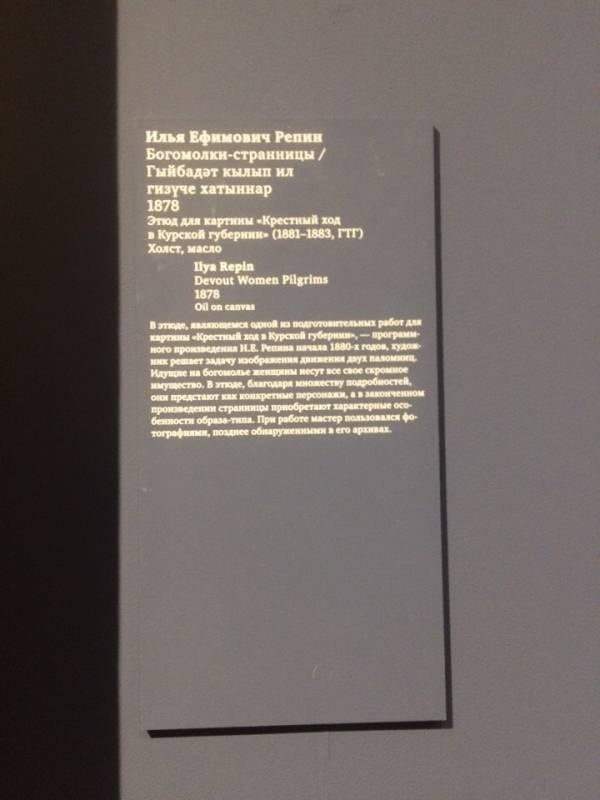 Илья Ефимович Репин
Богомолки-странницы /
Гыйбадәт кылып ил
гизүче хатыннар
1878
Этюд для картины «Крестный ход
в Курской губернии» (1881–1883, ГТГ)
Холст, масло
Ilya Repin
Devout Women Pilgrims
1878
Oil on canvas
В этюде, являющемся одной из подготовительных работ для
картины «Крестный ход в Курской губернии», — программ-
ного произведения И.Е. Репина начала 1880-х годов, худож-
ник решает задачу изображения движения двух паломниц.
Идущие на богомолье женщины несут все свое скромное
имущество. В этюде, благодаря множеству подробностей,
они предстают как конкретные персонажи, а в законченном
произведении странницы приобретают характерные осо-
бенности образа-типа. При работе мастер пользовался фо-
тографиями, позднее обнаруженными в его архивах.